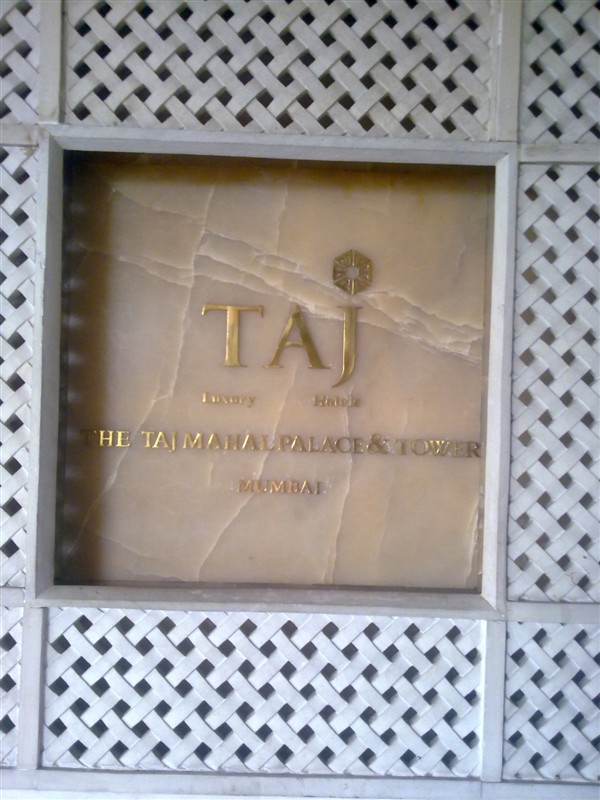 TAJ
Luxury Hotels
THE TAJ MAHAL PALACE & TOWER
MUMBAI